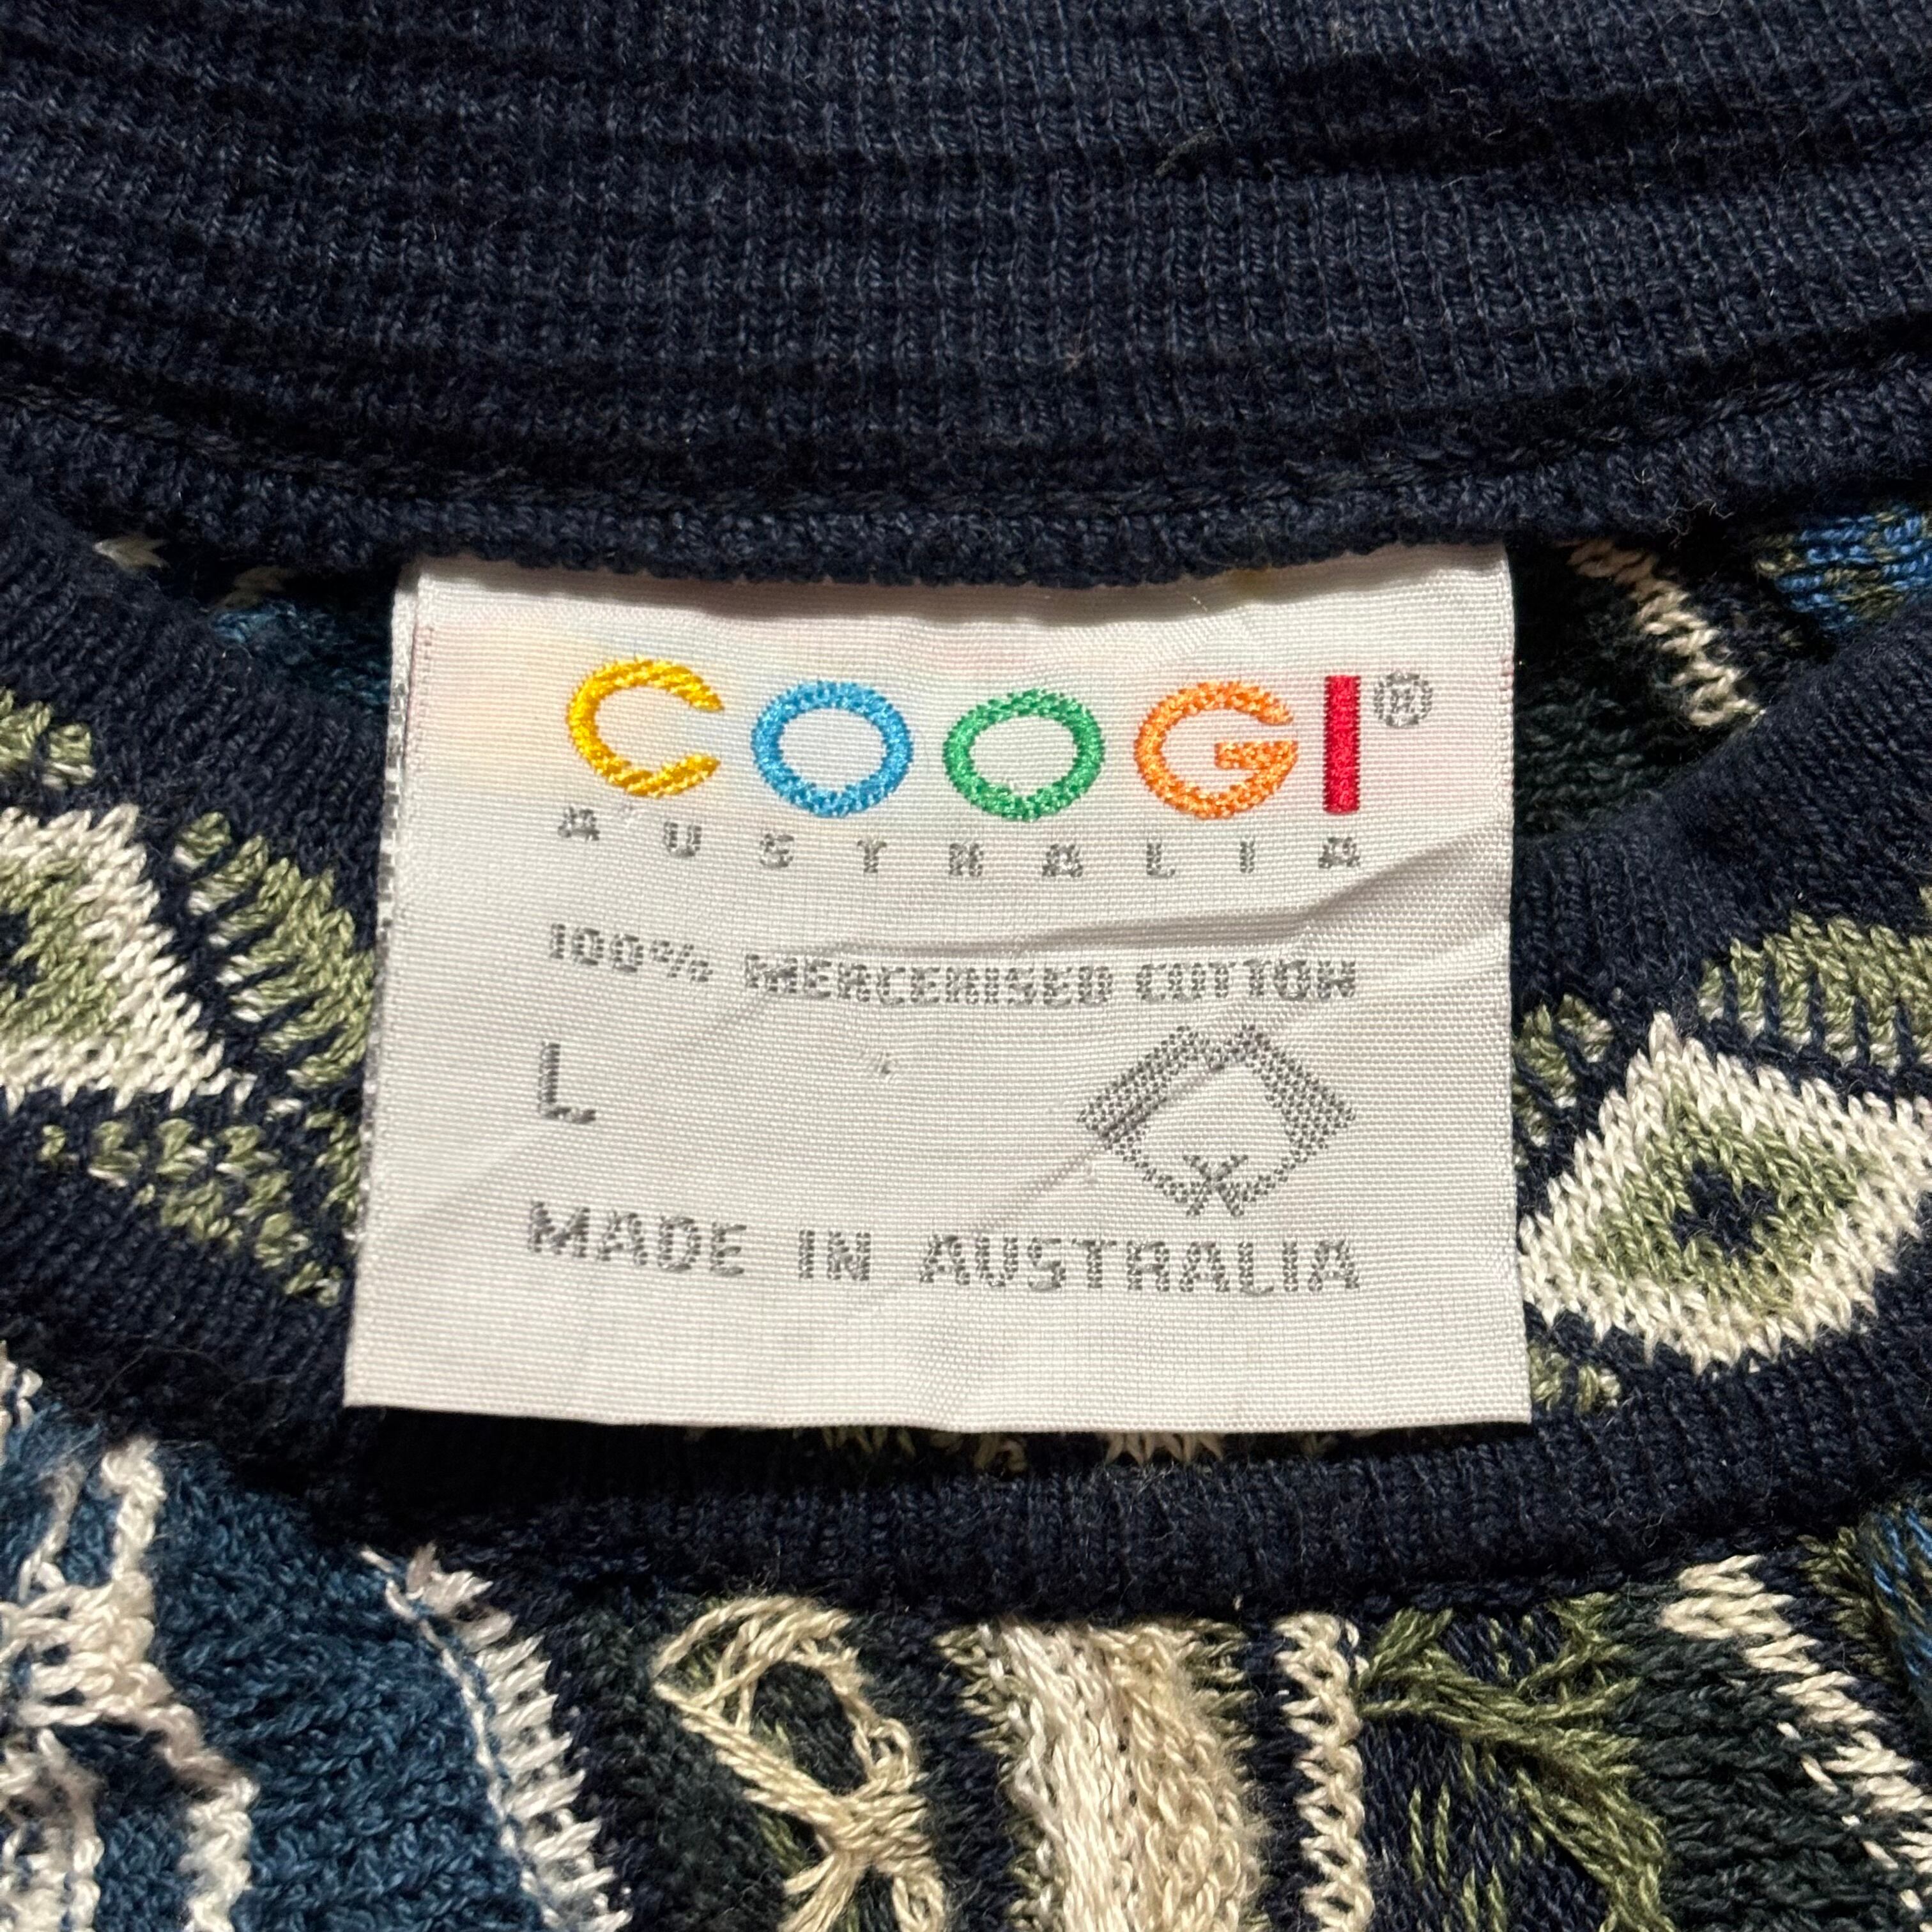 COOGI®
AUSTRALIA
100% MERCERISED COTTON
L
MADE IN AUSTRALIA